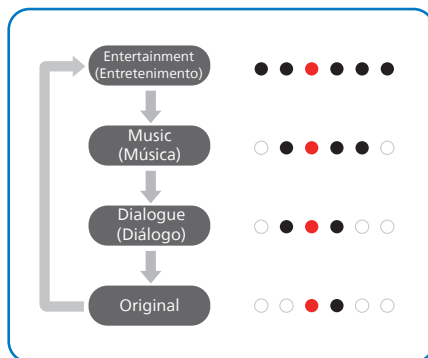 Entertainment
(Entretenimento)
Music
(Música)
Dialogue
(Diálogo)
Original